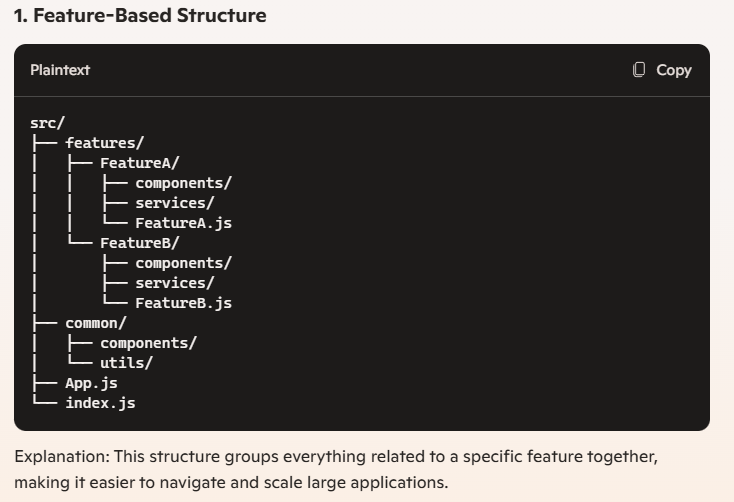 1. Feature-Based Structure
Plaintext
Copy
src/
├── features/
│   ├── FeatureA/
│   │   ├── components/
│   │   ├── services/
│   │   └── FeatureA.js
│   └── FeatureB/
│       ├── components/
│       ├── services/
│       └── FeatureB.js
├── common/
│   ├── components/
│   └── utils/
├── App.js
└── index.js
Explanation: This structure groups everything related to a specific feature together,
making it easier to navigate and scale large applications.